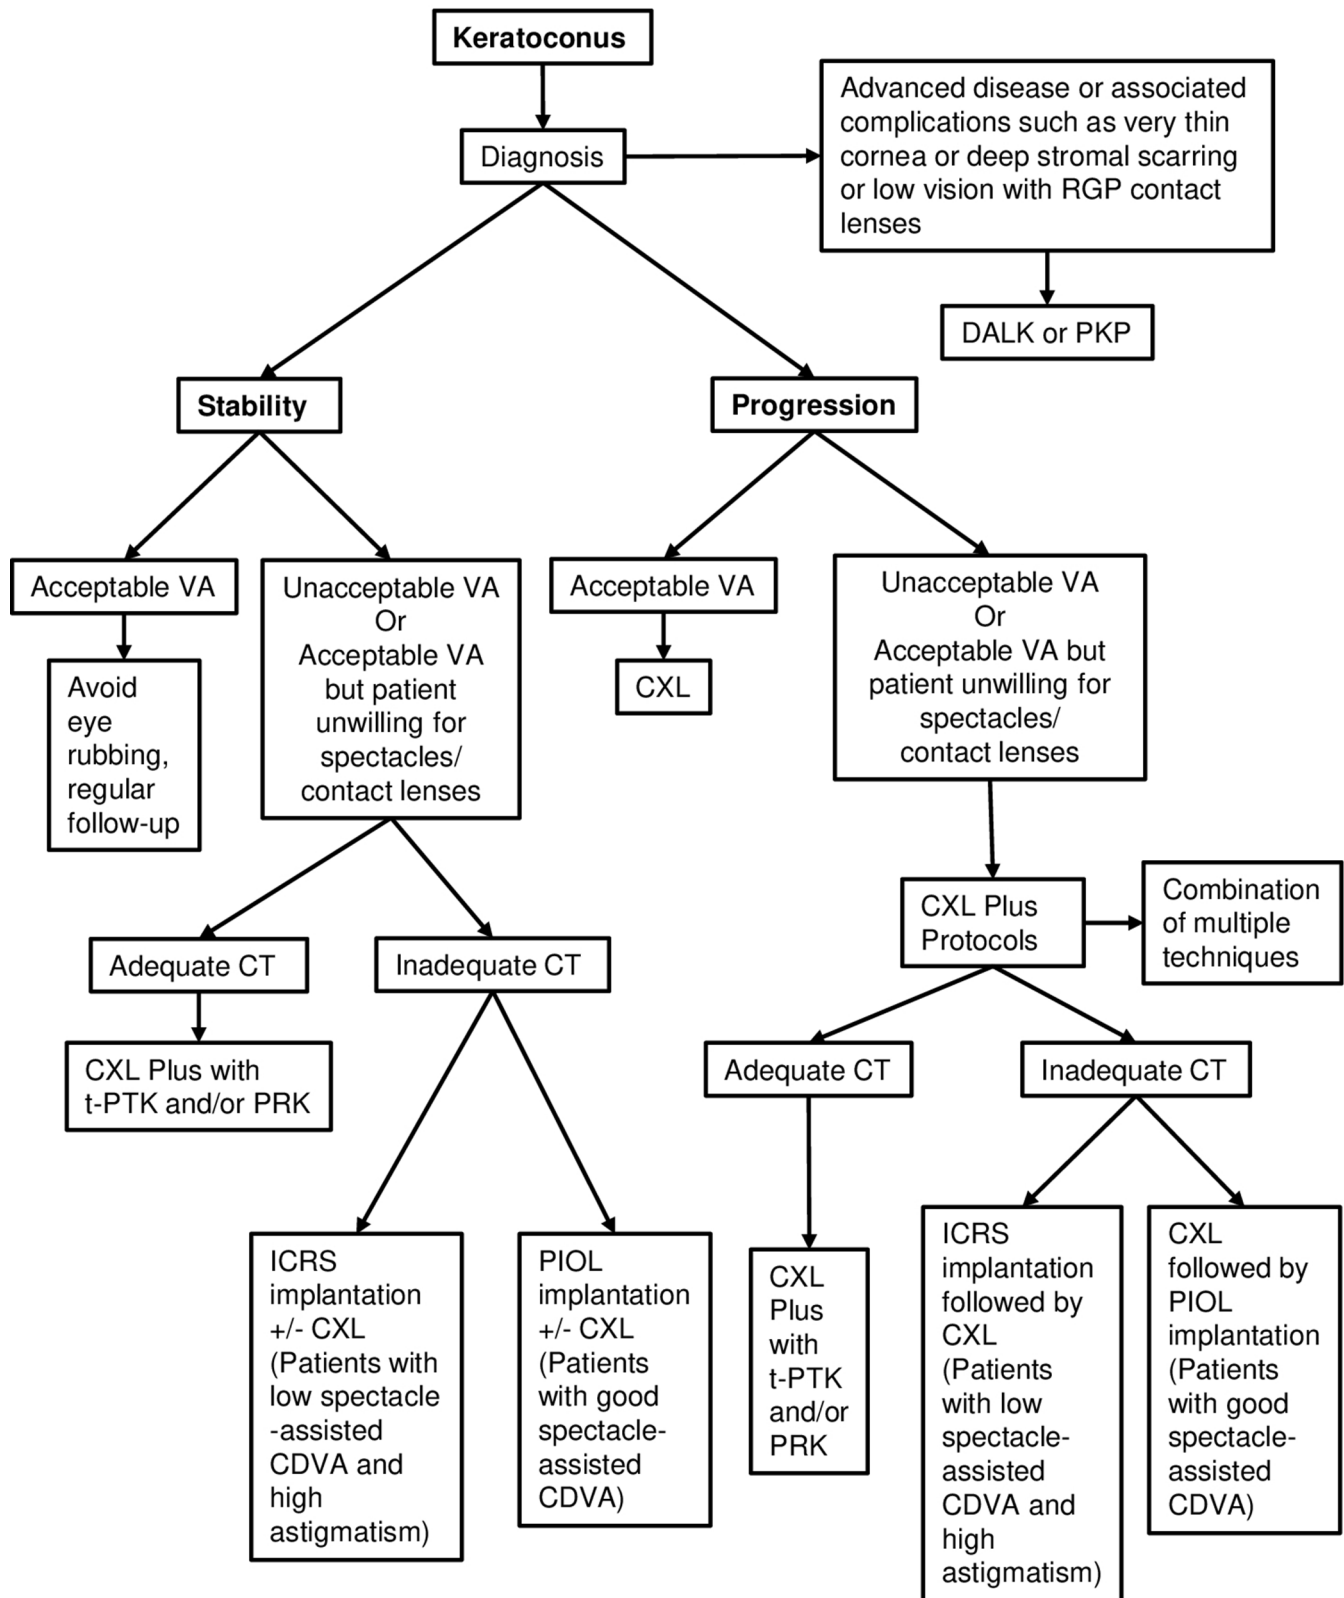 Keratoconus
Diagnosis
Advanced disease or associated
complications such as very thin
cornea or deep stromal scarring
or low vision with RGP contact
lenses
DALK or PKP
Stability
Progression
Acceptable VA
Avoid
eye
rubbing,
regular
follow-up
Unacceptable VA
Or
Acceptable VA
but patient
unwilling for
spectacles/
contact lenses
Acceptable VA
CXL
Unacceptable VA
Or
Acceptable VA but
patient unwilling for
spectacles/
contact lenses
Adequate CT
CXL Plus with
t-PTK and/or PRK
Inadequate CT
ICRS
implantation
+/- CXL
(Patients with
low spectacle
-assisted
CDVA and
high
astigmatism)
PIOL
implantation
+/- CXL
(Patients
with good
spectacle-
assisted
CDVA)
CXL Plus
Protocols
Combination
of multiple
techniques
Adequate CT
CXL
Plus
with
t-PTK
and/or
PRK
Inadequate CT
ICRS
implantation
followed by
CXL
(Patients
with low
spectacle-
assisted
CDVA and
high
astigmatism)
CXL
followed by
PIOL
implantation
(Patients
with good
spectacle-
assisted
CDVA)